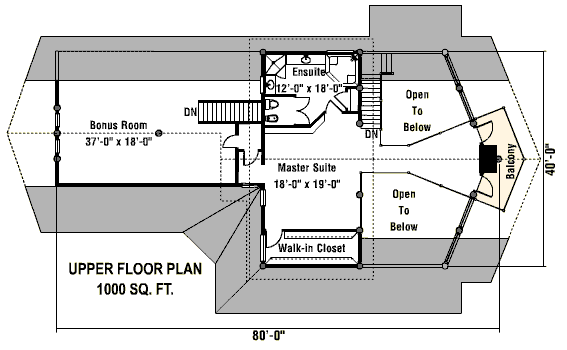 Ensuite
12'-0" x 18'-0"
Open
To
Below
DN
DN
Bonus Room
37'-0" x 18'-0"
Master Suite
18'-0" x 19'-0"
Balcony
40'-0"
Open
To
Below
Walk-in Closet
UPPER FLOOR PLAN
1000 SQ. FT.
80'-0"